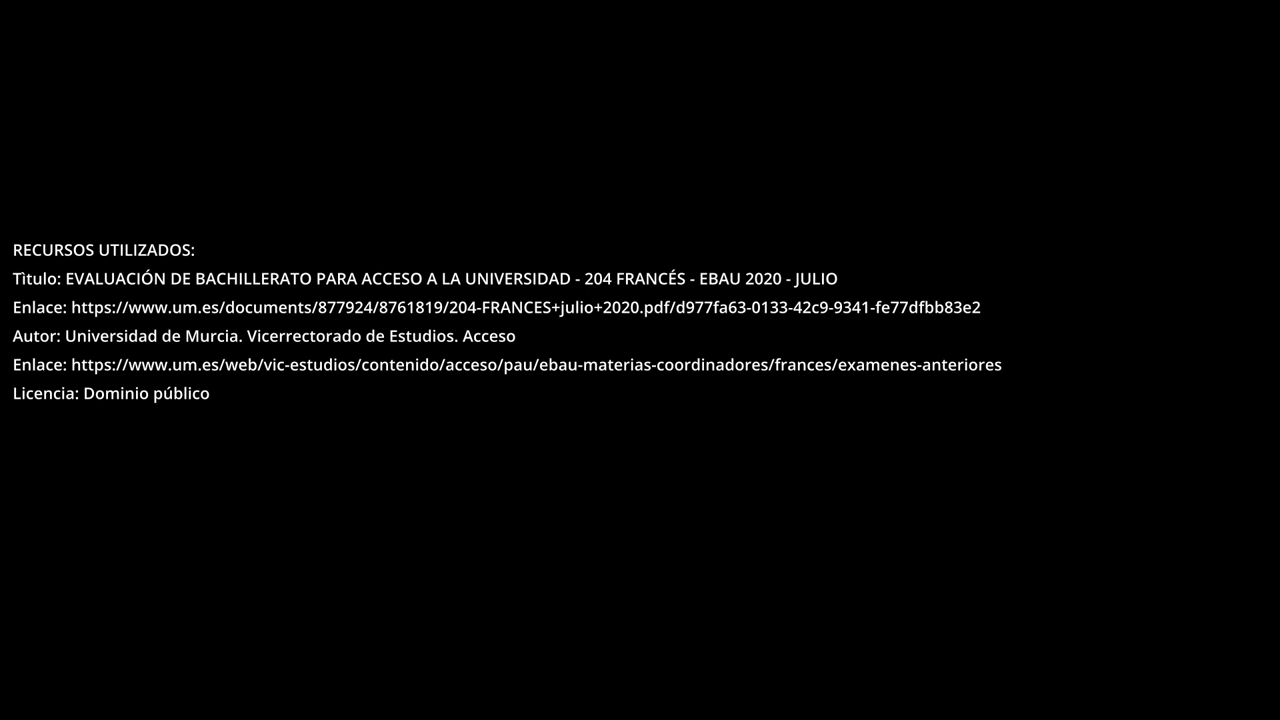 RECURSOS UTILIZADOS:
Tìtulo: EVALUACIÓN DE BACHILLERATO PARA ACCESO A LA UNIVERSIDAD - 204 FRANCÉS - EBAU 2020 - JULIO
Enlace: https://www.um.es/documents/877924/8761819/204-FRANCES+julio+2020.pdf/d977fa63-0133-42c9-9341-fe77dfbb83e2
Autor: Universidad de Murcia. Vicerrectorado de Estudios. Acceso
Enlace: https://www.um.es/web/vic-estudios/contenido/acceso/pau/ebau-materias-coordinadores/frances/examenes-anteriores
Licencia: Dominio público